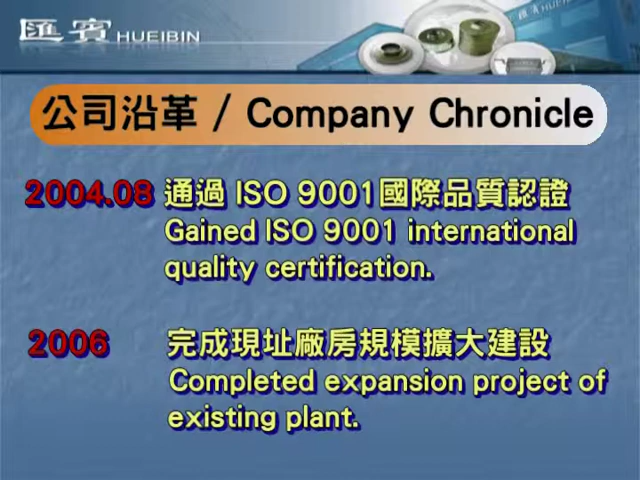 匯賓 HUEIBIN
公司沿革 / Company Chronicle
2004.08 通過 ISO 9001國際品質認證
Gained ISO 9001 international
quality certification.
2006 完成現址廠房規模擴大建設
Completed expansion project of
existing plant.